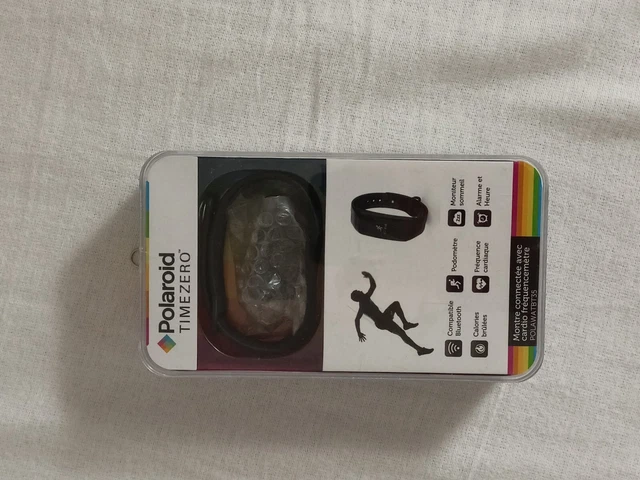 Polaroid
TIMEZERO™
Compatible
Bluetooth
Podomètre
Moniteur
sommeil
Calories
brûlées
Fréquence
cardiaque
Alarme et
Heure
Montre connectée avec
cardio fréquencemètre
POLAWATBT35